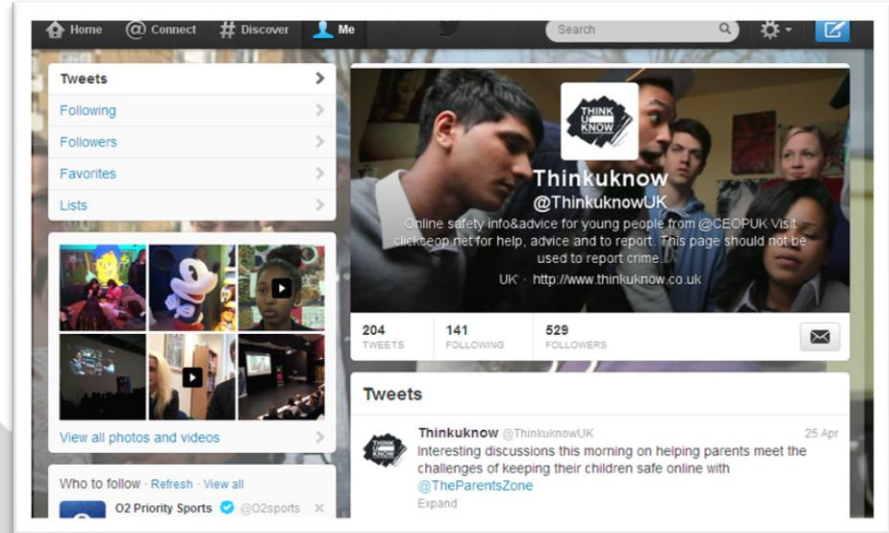 Home @ Connect # Discover Me Search
Tweets
Following
Followers
Favorites
Lists
View all photos and videos
Who to follow · Refresh · View all
O2 Priority Sports @O2sports
THINK
U
KNOW
Thinkuknow
@ThinkuknowUK
Online safety info&advice for young people from @CEOPUK Visit
clickceop.net for help, advice and to report. This page should not be
used to report crime.
UK · http://www.thinkuknow.co.uk
204 141 529
TWEETS FOLLOWING FOLLOWERS
Tweets
THINK
U
KNOW
Thinkuknow @ThinkuknowUK 25 Apr
Interesting discussions this morning on helping parents meet the
challenges of keeping their children safe online with
@TheParentsZone
Expand